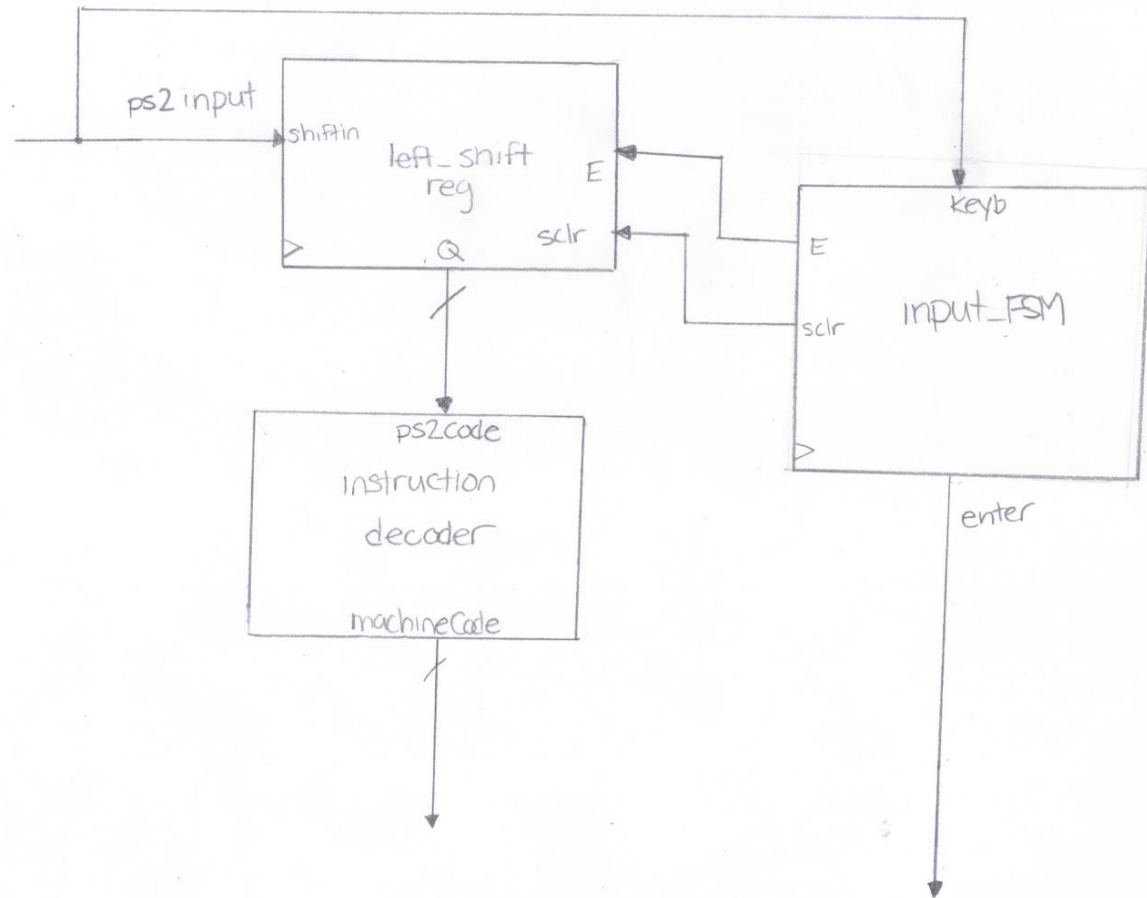 ps2 input
shiftin
left_shift
reg
E
sclr
Q
keyb
E
input_FSM
sclr
ps2code
instruction
decoder
machineCode
enter